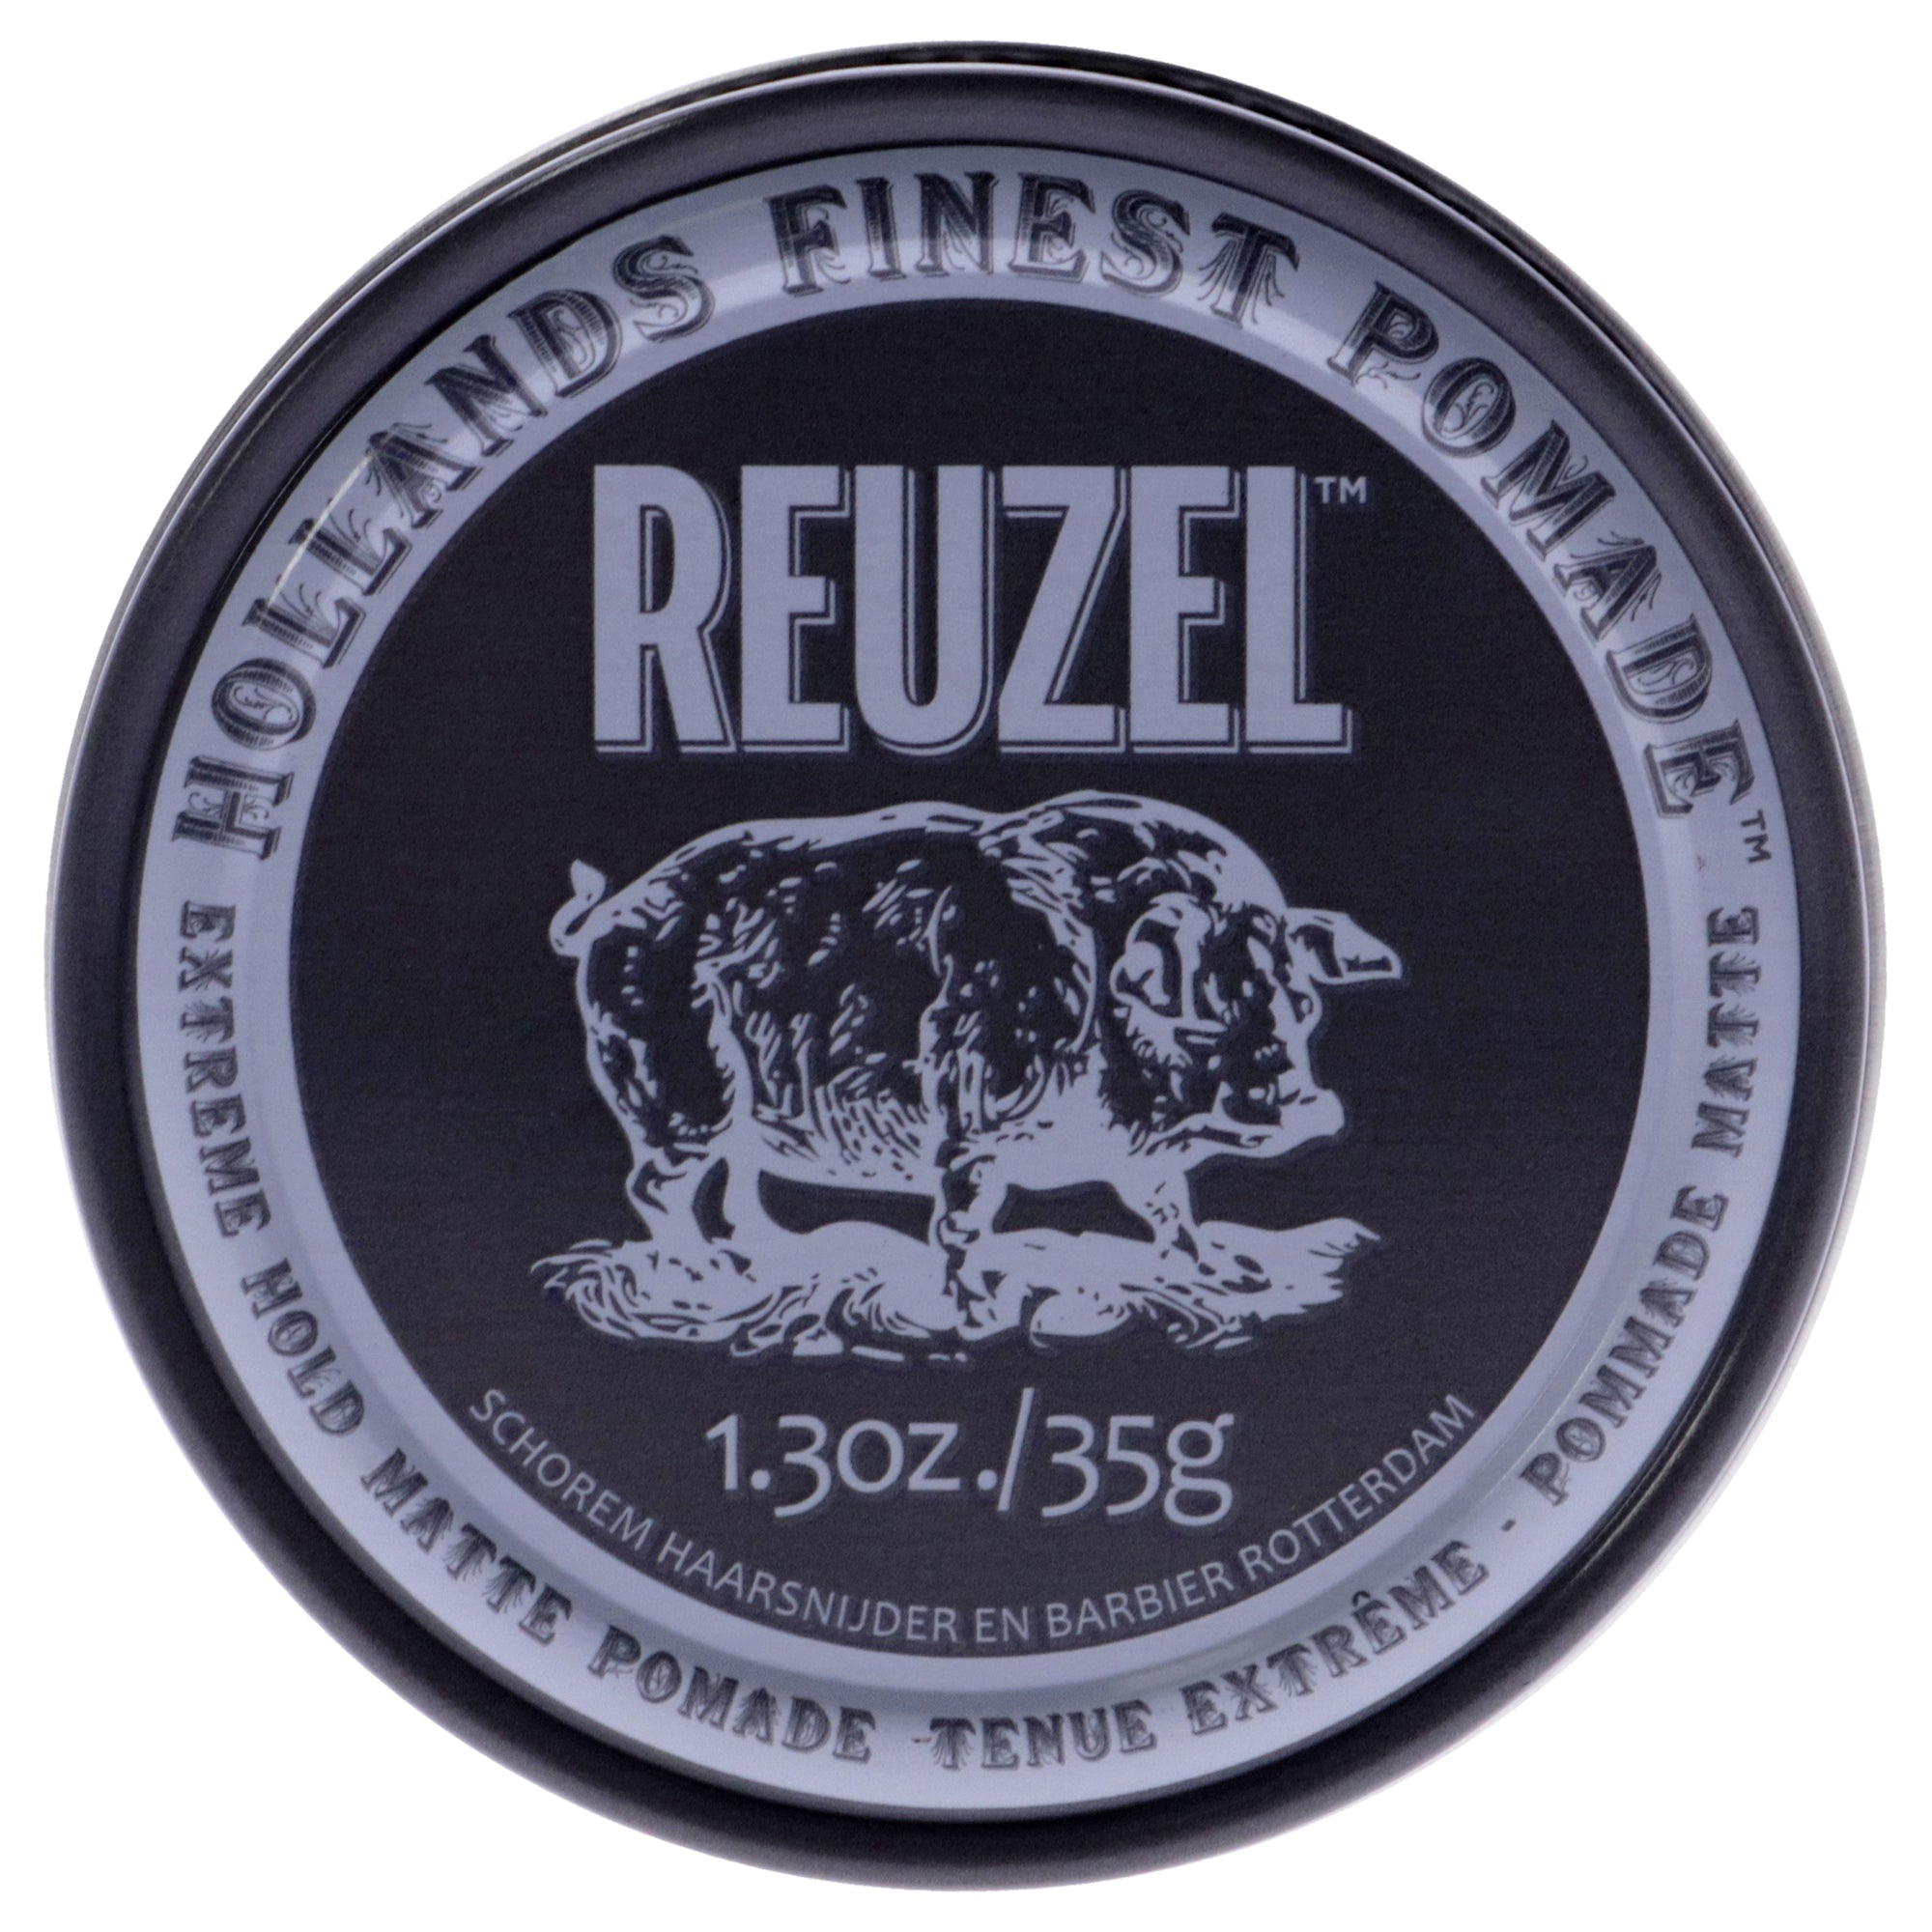 HOLLANDS FINEST POMADE™
REUZEL™
1.3oz./35g
SCHOREM HAARSNIJDER EN BARBIER ROTTERDAM
EXTREME HOLD MATTE POMADE - TENUE EXTRÊME - POMMADE MATTE